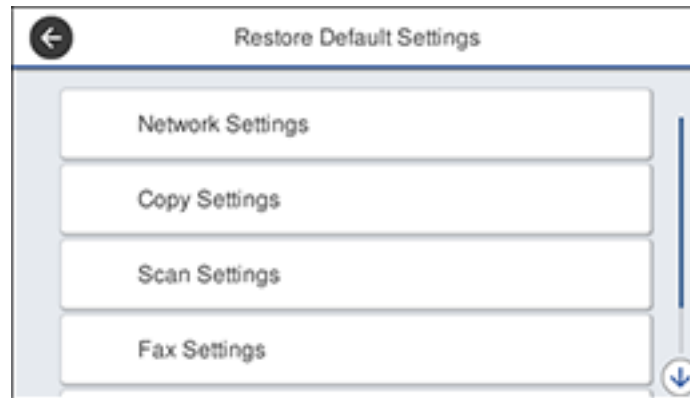 Restore Default Settings
Network Settings
Copy Settings
Scan Settings
Fax Settings